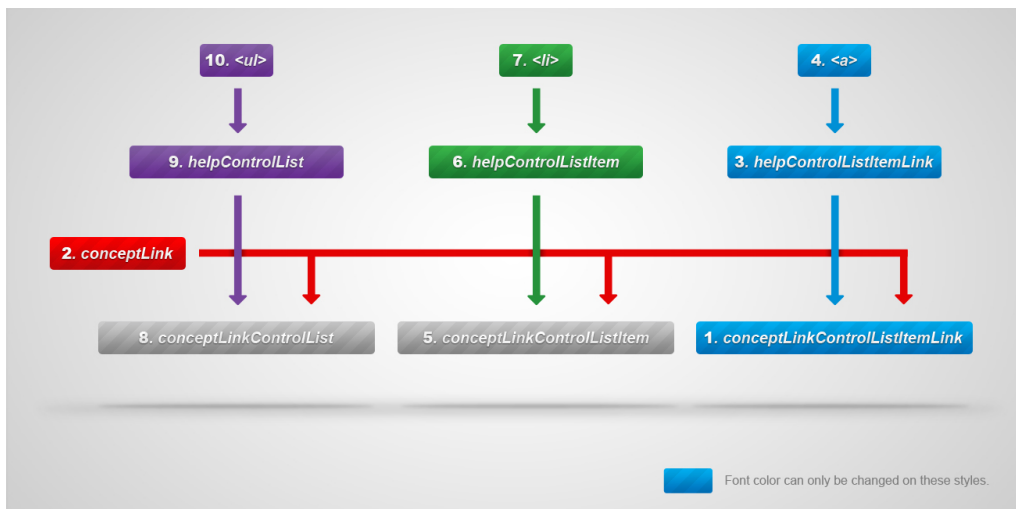 10. <ul>
7. <li>
4. <a>
9. helpControlList
6. helpControlListItem
3. helpControlListItemLink
2. conceptLink
8. conceptLinkControlList
5. conceptLinkControlListItem
1. conceptLinkControlListItemLink
Font color can only be changed on these styles.